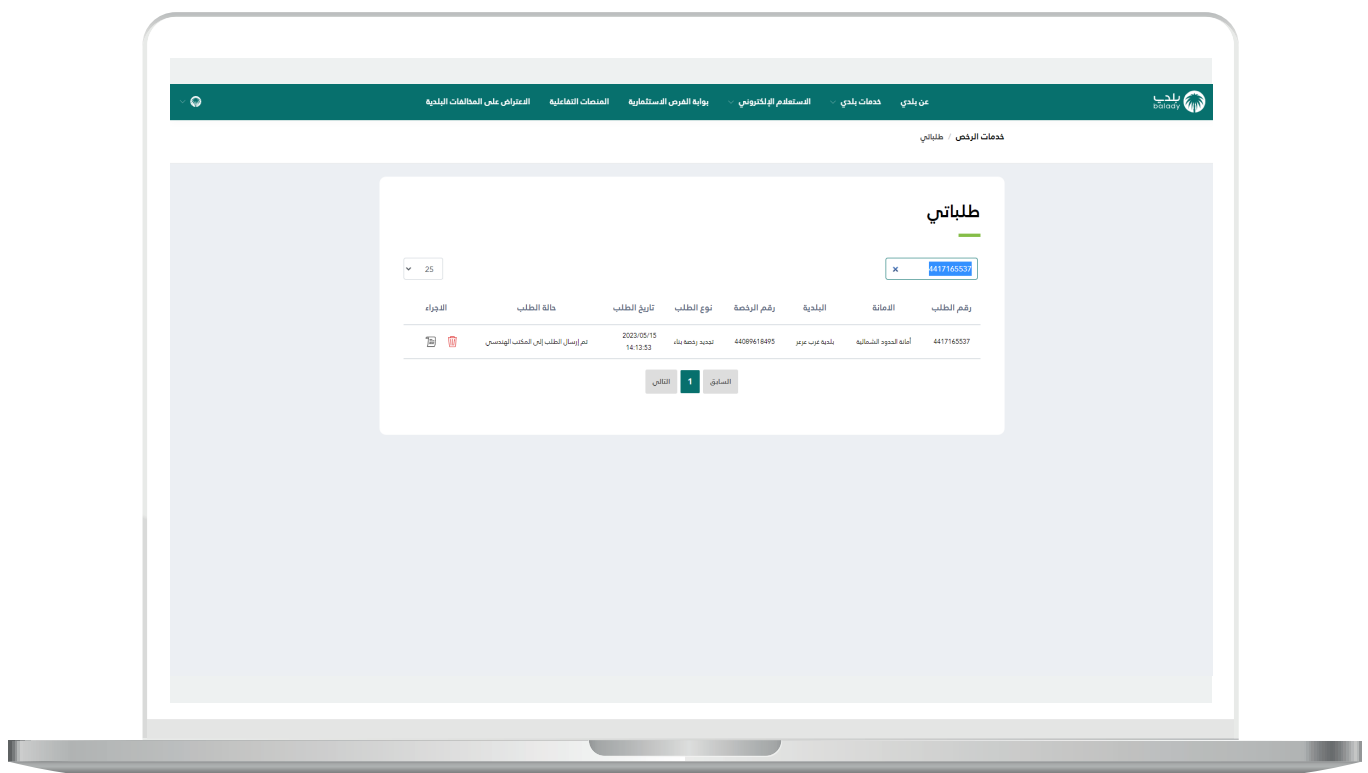 بلدي
balady
عن بلدي
خدمات بلدي
الاستعلام الإلكتروني
بوابة الفرص الاستثمارية
المنصات التفاعلية
الاعتراض على المخالفات البلدية
خدمات الرخص / طلباتي
طلباتي
4417165537 ×
25
رقم الطلب الامانة البلدية رقم الرخصة نوع الطلب تاريخ الطلب حالة الطلب الاجراء
4417165537 أمانة الحدود الشمالية بلدية غرب عرعر 44089618495 تجديد رخصة بناء 2023/05/15 تم إرسال الطلب إلى المكتب الهندسي
14:13:53
السابق 1 التالي